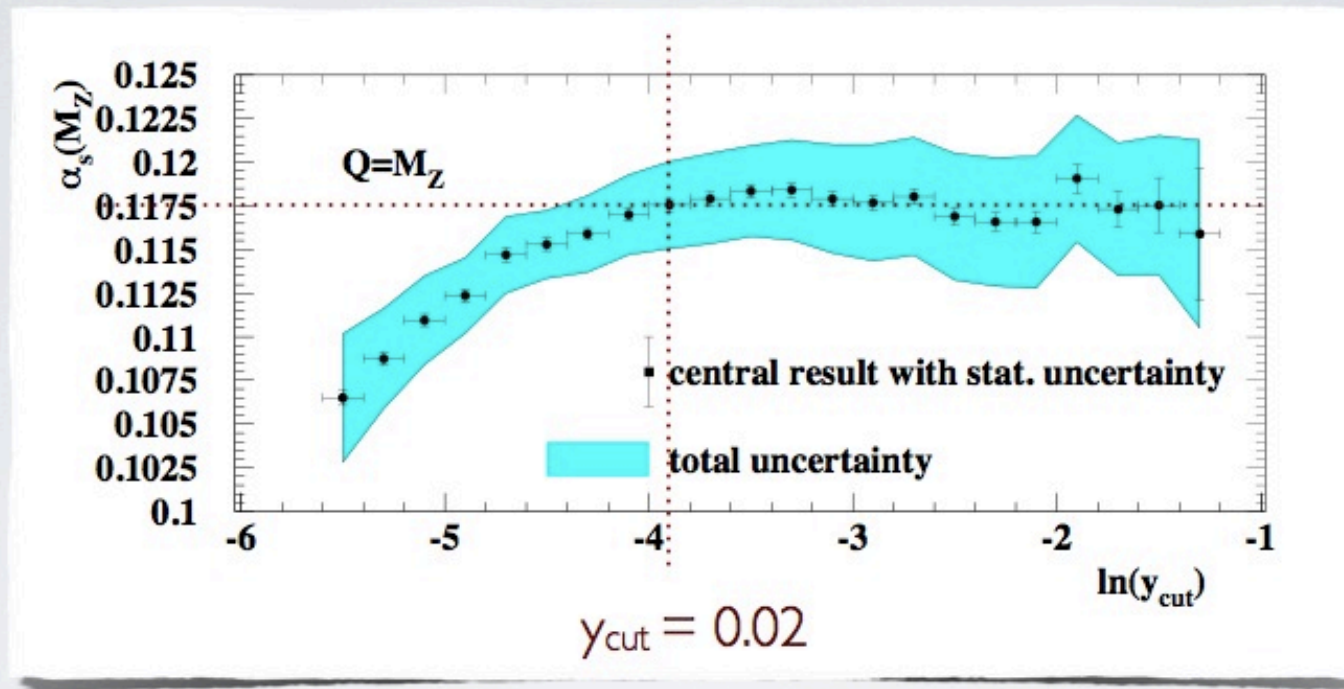 0.125
0.1225
0.12
0.1175
0.115
0.1125
0.11
0.1075
0.105
0.1025
0.1
αs(MZ)
Q=MZ
central result with stat. uncertainty
total uncertainty
-6 -5 -4 -3 -2 -1
ln(ycut)
ycut = 0.02